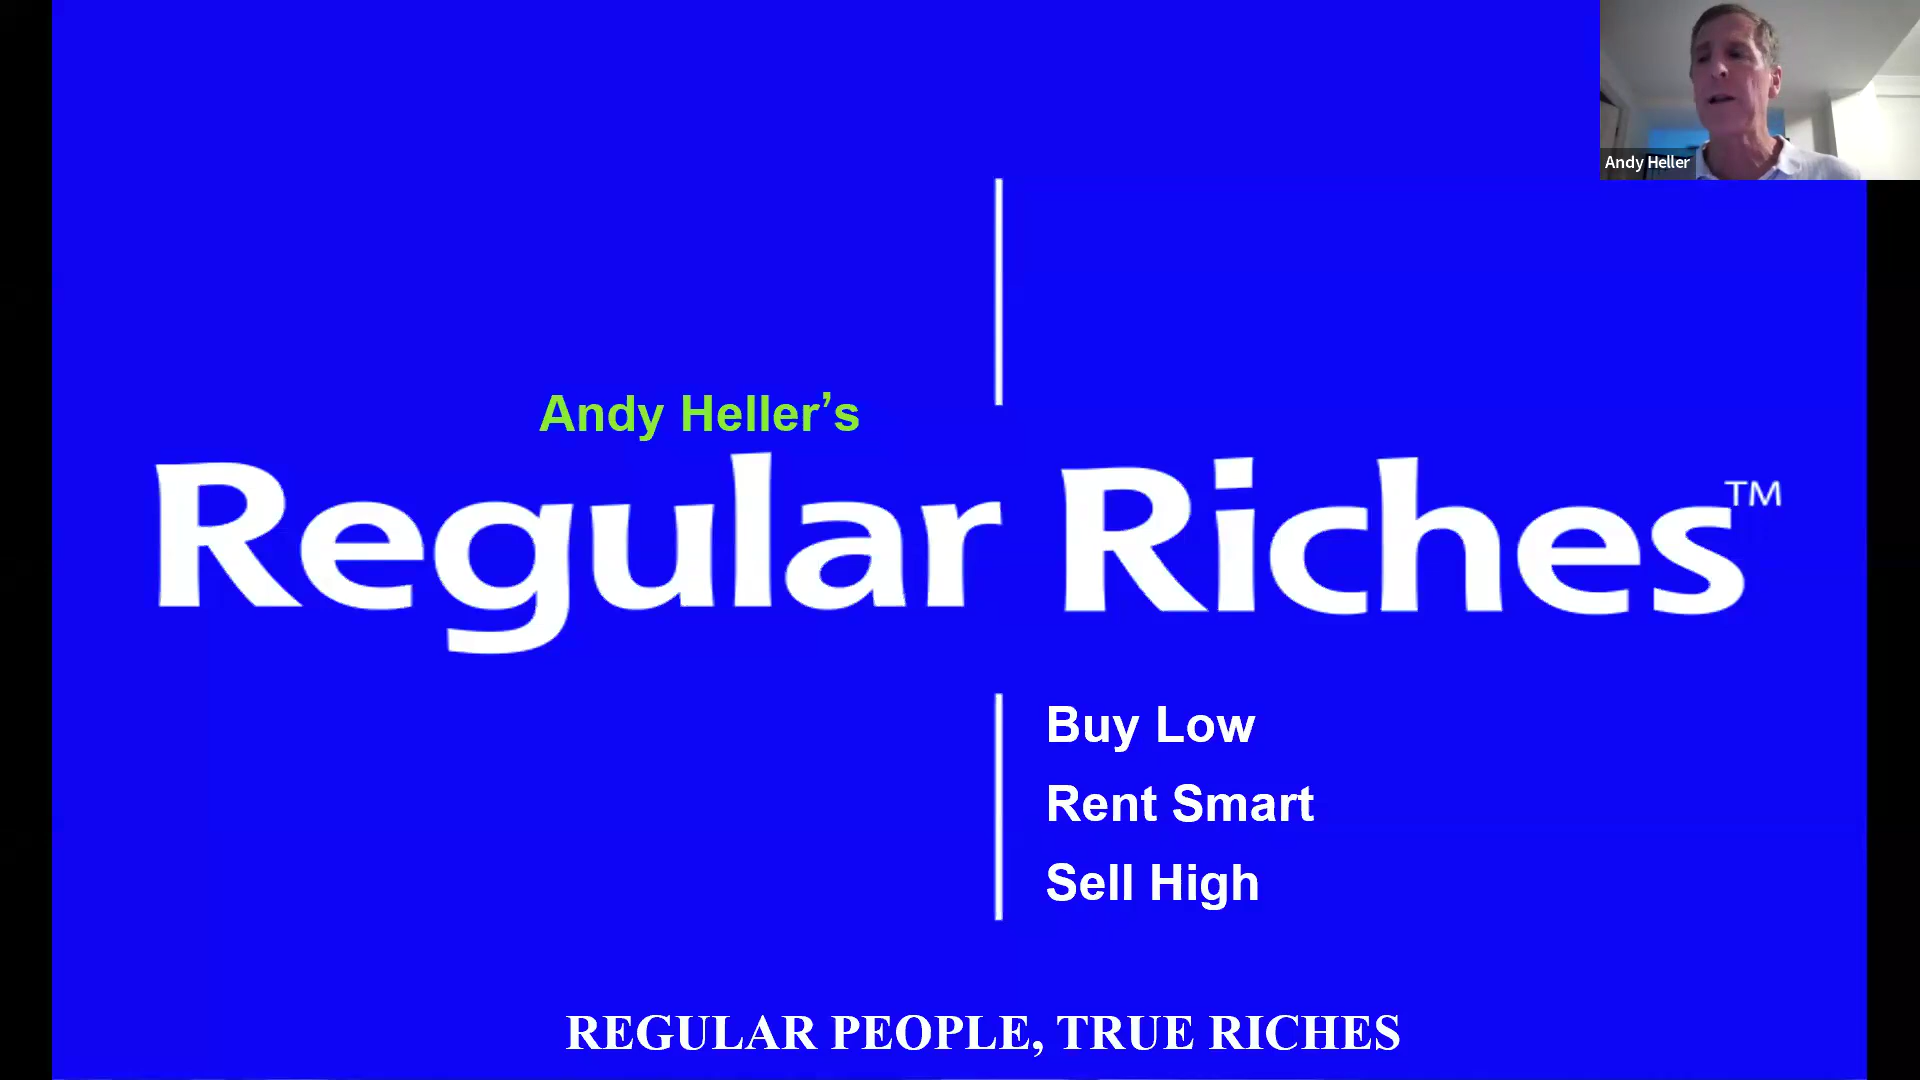 Andy Heller
Andy Heller’s
Regular Riches™
Buy Low
Rent Smart
Sell High
REGULAR PEOPLE, TRUE RICHES